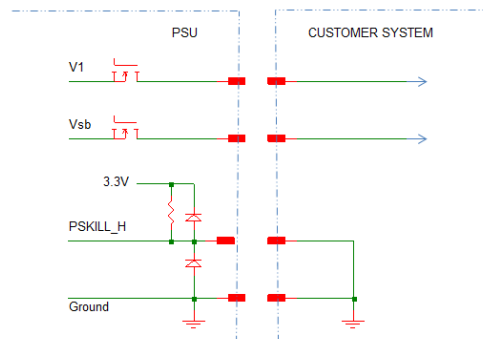 PSU
CUSTOMER SYSTEM
V1
Vsb
3.3V
PSKILL_H
Ground